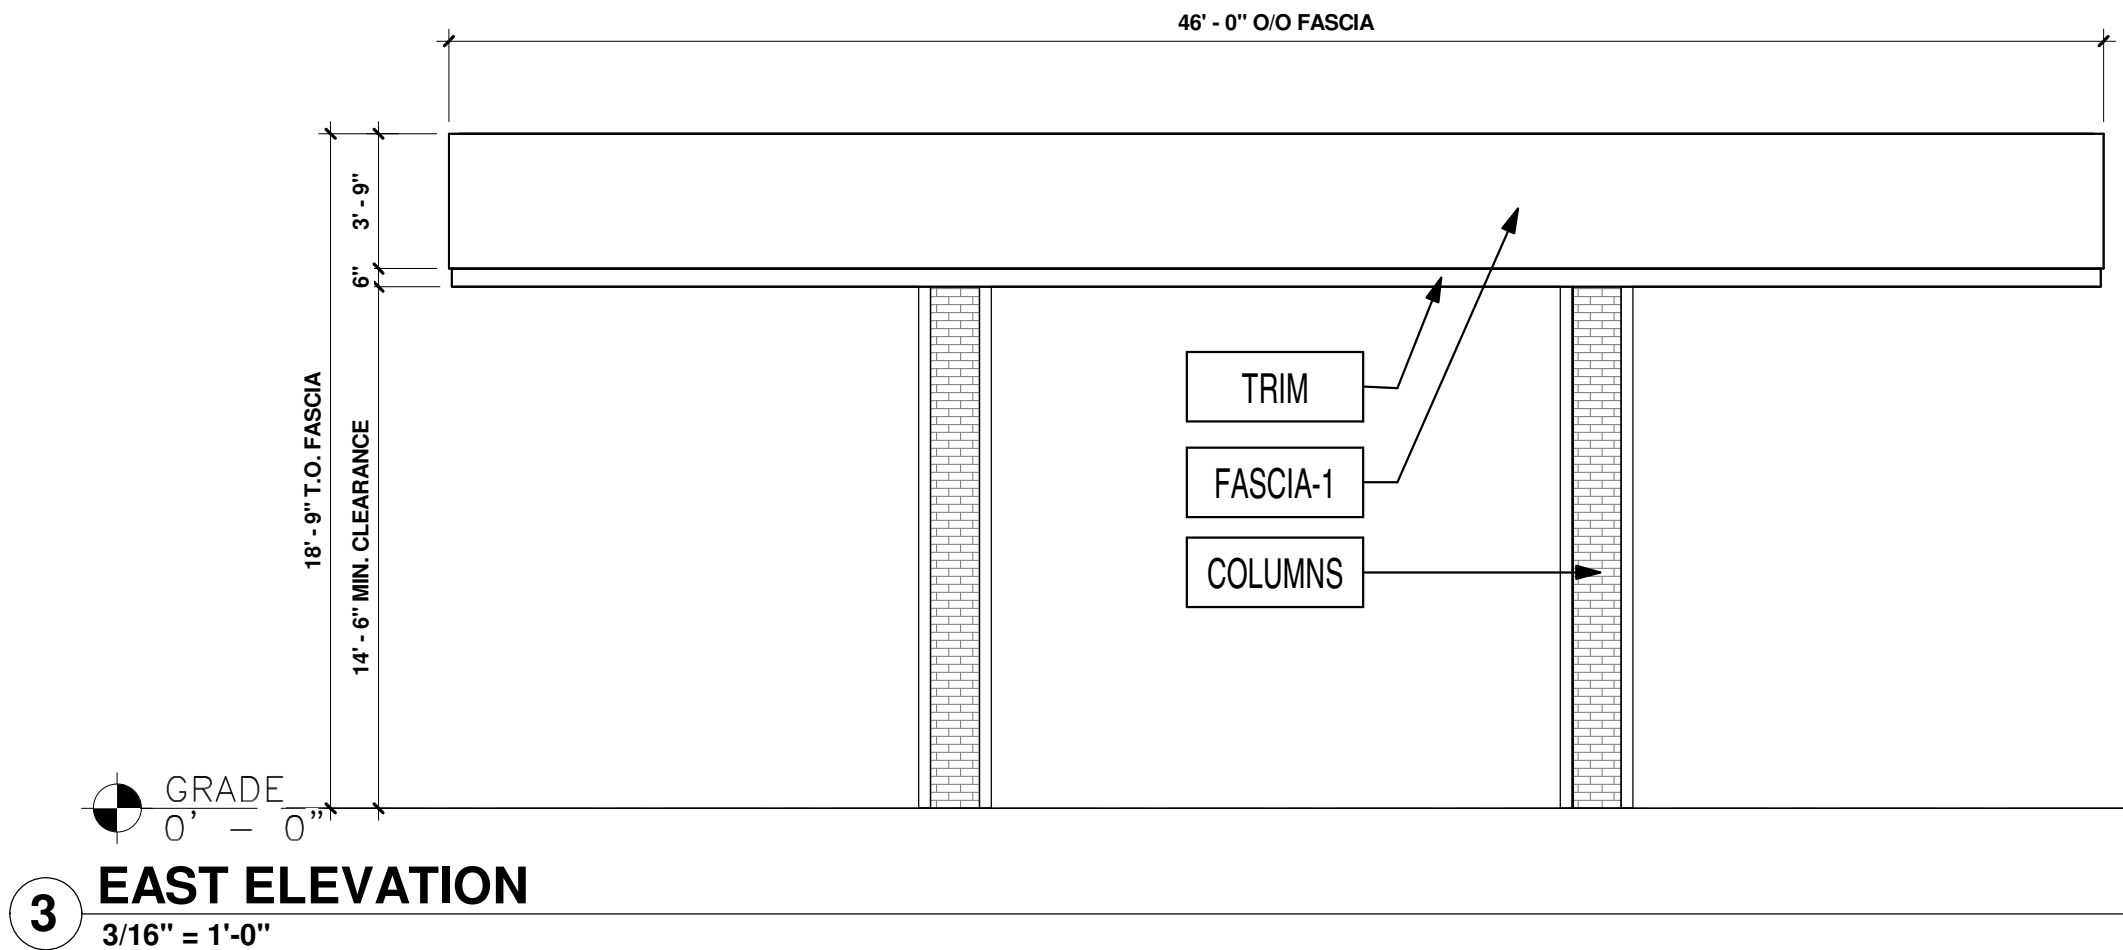 46' - 0" O/O FASCIA
3' - 9"
6"
18' - 9" T.O. FASCIA
14' - 6" MIN. CLEARANCE
TRIM
FASCIA-1
COLUMNS
GRADE
0' - 0"
3 EAST ELEVATION
3/16" = 1'-0"